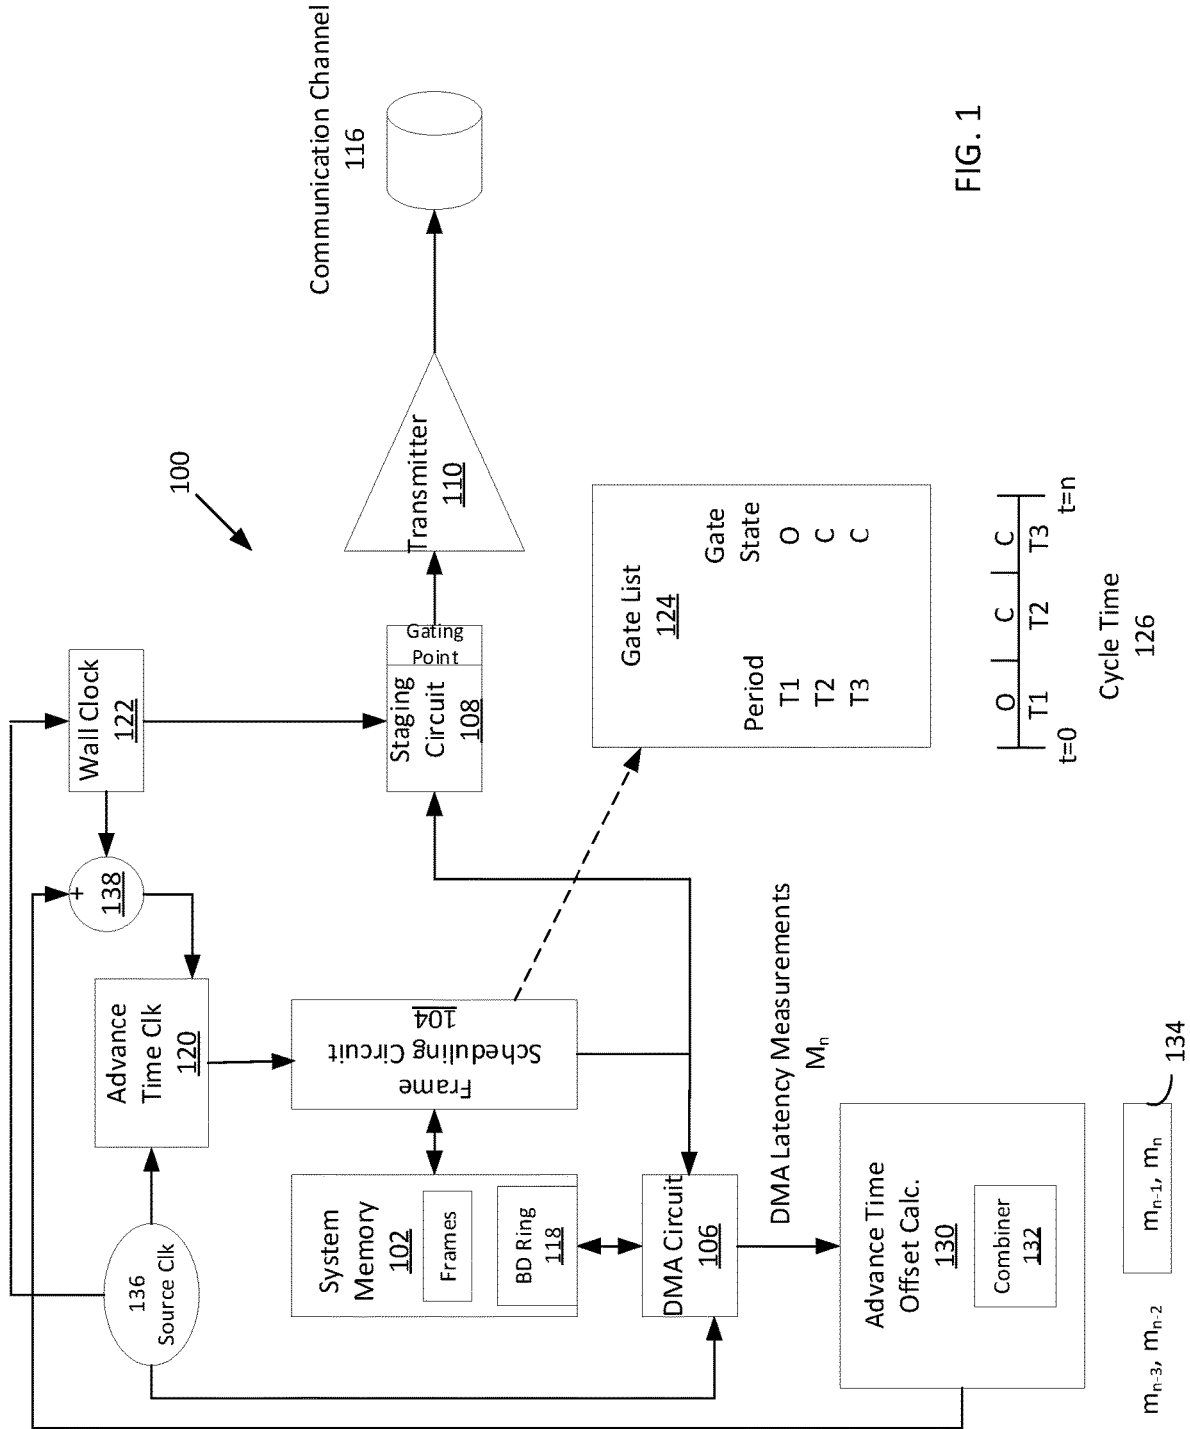 Communication Channel
116
100
FIG. 1
Wall Clock
122
+
138
Advance
Time Clk
120
136
Source Clk
Transmitter
110
Gating
Point
Staging
Circuit
108
Frame
Scheduling Circuit
104
System
Memory
102
Frames
BD Ring
118
DMA Circuit
106
DMA Latency Measurements
Mn
Gate List
124
Period Gate State
T1 O
T2 C
T3 C
O C C
T1 T2 T3
t=0 t=n
Cycle Time
126
Advance Time
Offset Calc.
130
Combiner
132
mn-3, mn-2 mn-1, mn
134